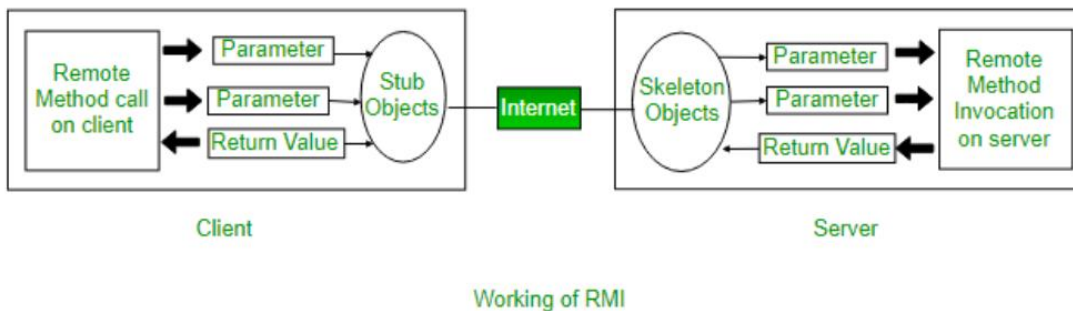 Remote
Method call
on client
Parameter
Parameter
Return Value
Stub
Objects
Internet
Skeleton
Objects
Parameter
Parameter
Return Value
Remote
Method
Invocation
on server
Client
Server
Working of RMI